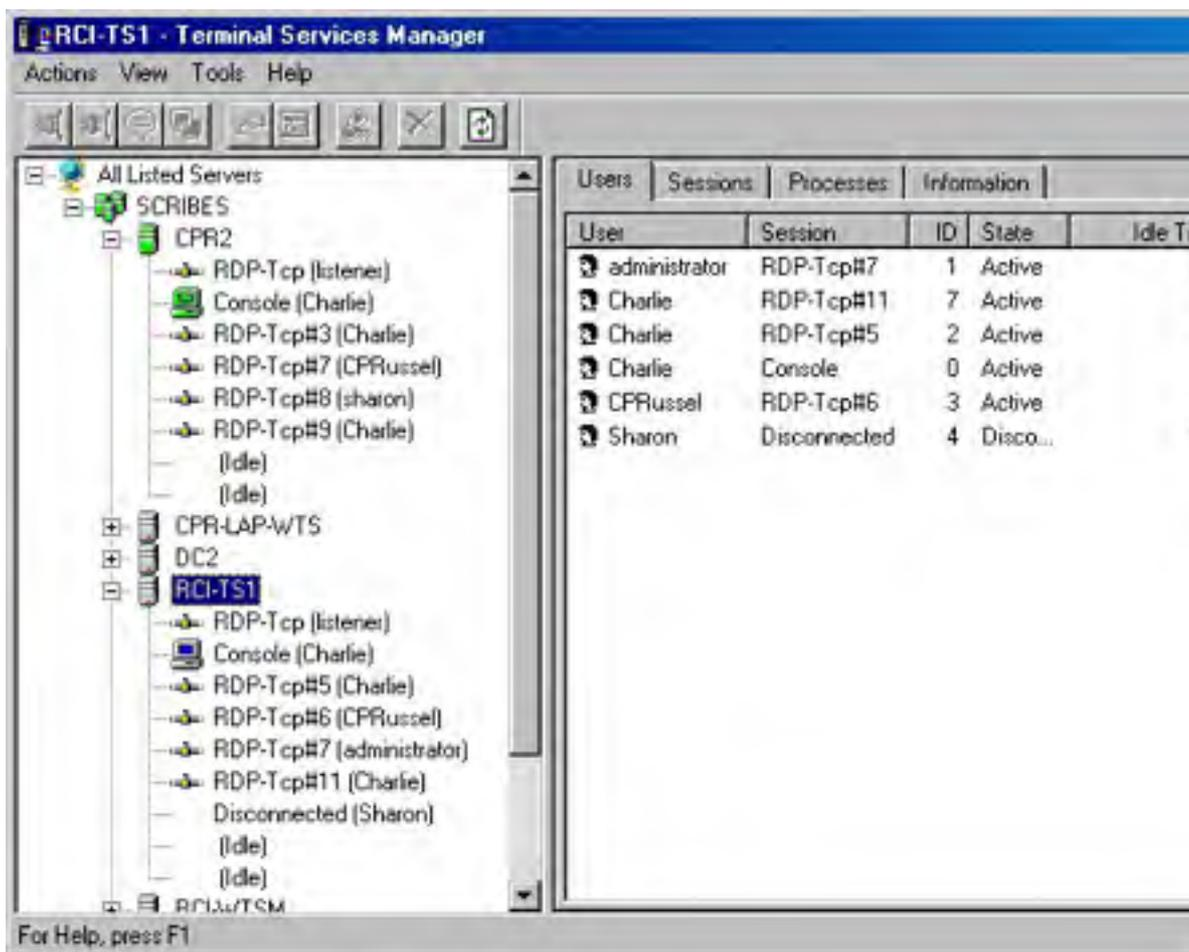 RCI-TS1 - Terminal Services Manager
Actions View Tools Help
All Listed Servers
SCRIBES
CPR2
RDP-Tcp (listener)
Console (Charlie)
RDP-Tcp#3 (Charlie)
RDP-Tcp#7 (CPRussel)
RDP-Tcp#8 (sharon)
RDP-Tcp#9 (Charlie)
(Idle)
(Idle)
CPR-LAP-WTS
DC2
RCI-TS1
RDP-Tcp (listener)
Console (Charlie)
RDP-Tcp#5 (Charlie)
RDP-Tcp#6 (CPRussel)
RDP-Tcp#7 (administrator)
RDP-Tcp#11 (Charlie)
Disconnected (Sharon)
(Idle)
(Idle)
RCI-WTSM
Users Sessions Processes Information
User Session ID State Idle Ti
administrator RDP-Tcp#7 1 Active
Charlie RDP-Tcp#11 7 Active
Charlie RDP-Tcp#5 2 Active
Charlie Console 0 Active
CPRussel RDP-Tcp#6 3 Active
Sharon Disconnected 4 Disco...
For Help, press F1